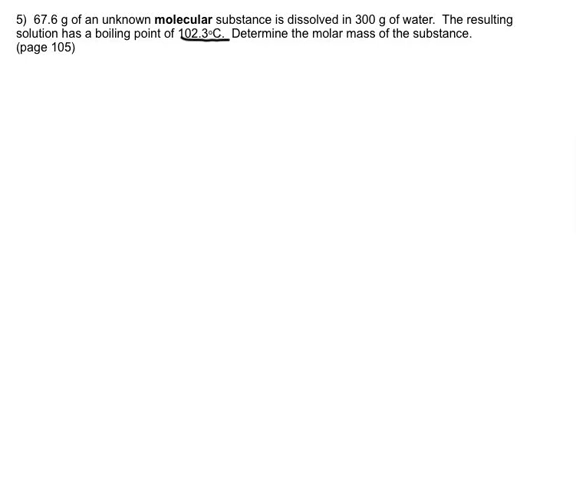 5) 67.6 g of an unknown molecular substance is dissolved in 300 g of water. The resulting
solution has a boiling point of 102.3°C. Determine the molar mass of the substance.
(page 105)